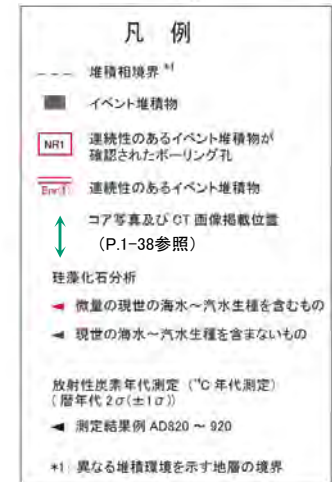 凡 例
堆積相境界 *1
イベント堆積物
NR1
連続性のあるイベント堆積物が
確認されたボーリング孔
連続性のあるイベント堆積物
コア写真及び CT 画像掲載位置
(P.1-38参照)
珪藻化石分析
微量の現世の海水~汽水生種を含むもの
現世の海水~汽水生種を含まないもの
放射性炭素年代測定 (¹⁴C 年代測定)
(暦年代 2σ(±1σ))
測定結果例 AD820 ~ 920
*1 異なる堆積環境を示す地層の境界